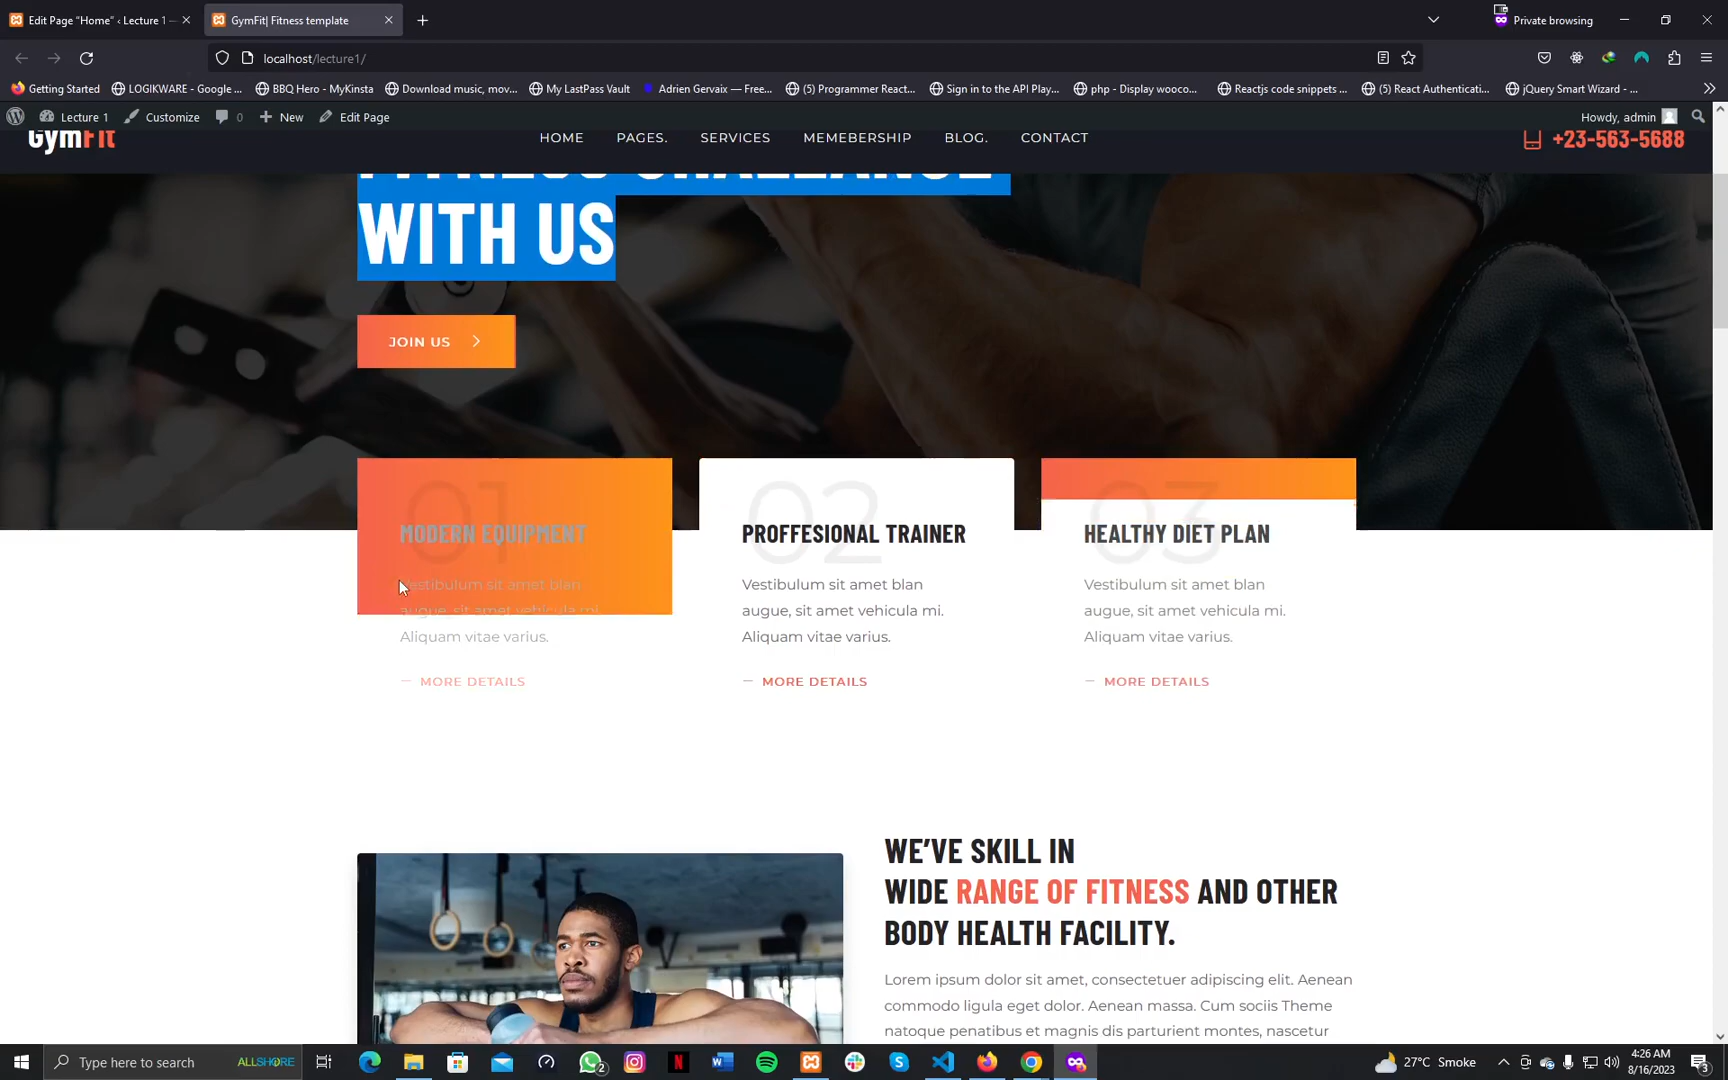 Edit Page “Home” ‹ Lecture 1 —
GymFit| Fitness template
Private browsing
localhost/lecture1/
Getting Started
LOGIKWARE - Google ...
BBQ Hero - MyKinsta
Download music, mov...
My LastPass Vault
Adrien Gervaix — Free...
(5) Programmer React...
Sign in to the API Play...
php - Display wooco...
Reactjs code snippets ...
(5) React Authenticati...
jQuery Smart Wizard - ...
Lecture 1
Customize
0
New
Edit Page
Howdy, admin
GymFit
HOME
PAGES.
SERVICES
MEMEBERSHIP
BLOG.
CONTACT
+23-563-5688
FITNESS CHALLANGE
WITH US
JOIN US
01
MODERN EQUIPMENT
Vestibulum sit amet blan
augue, sit amet vehicula mi.
Aliquam vitae varius.
MORE DETAILS
02
PROFFESIONAL TRAINER
Vestibulum sit amet blan
augue, sit amet vehicula mi.
Aliquam vitae varius.
MORE DETAILS
03
HEALTHY DIET PLAN
Vestibulum sit amet blan
augue, sit amet vehicula mi.
Aliquam vitae varius.
MORE DETAILS
WE’VE SKILL IN
WIDE RANGE OF FITNESS AND OTHER
BODY HEALTH FACILITY.
Lorem ipsum dolor sit amet, consectetuer adipiscing elit. Aenean
commodo ligula eget dolor. Aenean massa. Cum sociis Theme
natoque penatibus et magnis dis parturient montes, nascetur
Type here to search
ALLSHORE
2
27°C Smoke
4:26 AM
8/16/2023
3